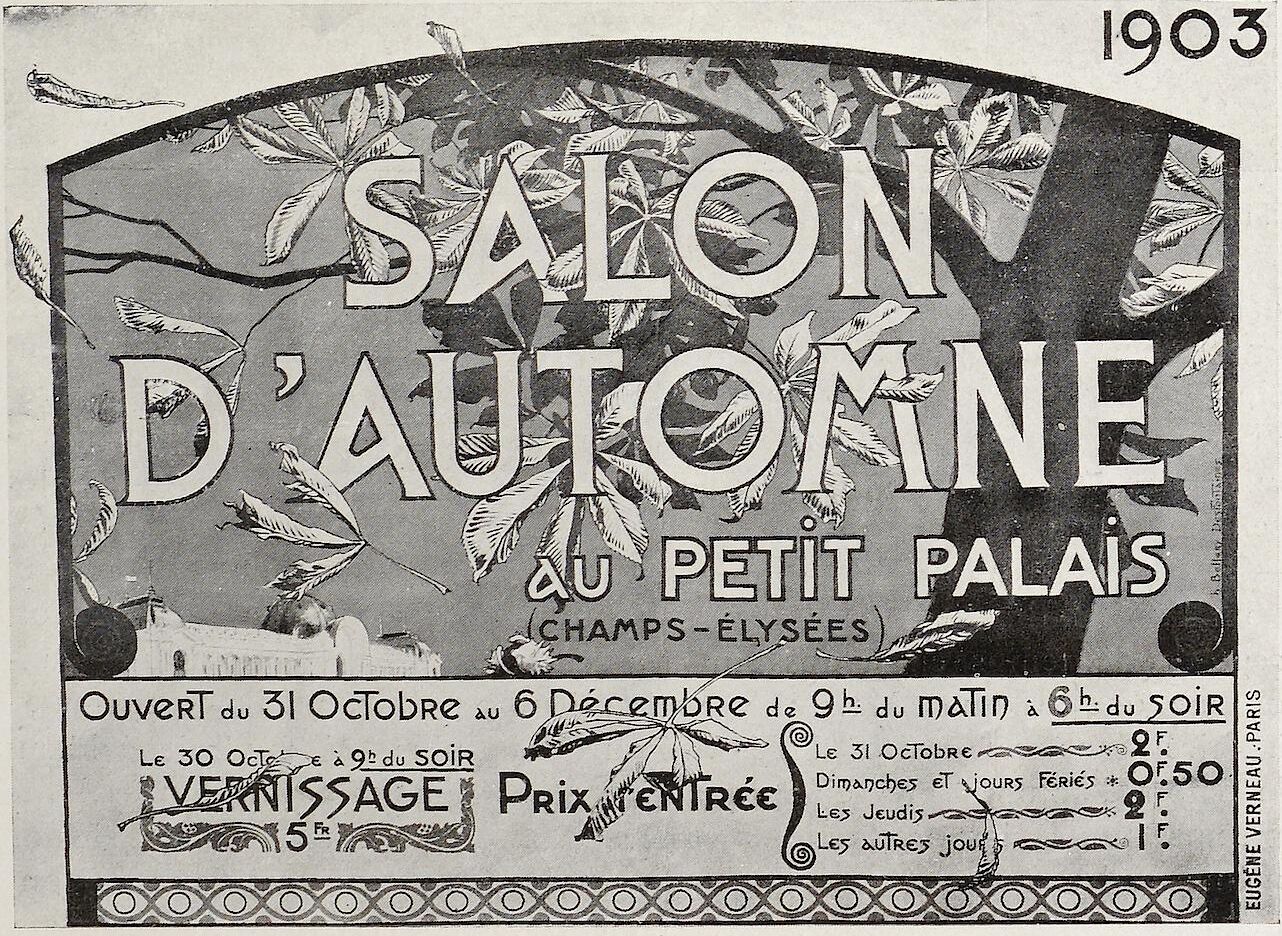 1903
SALON
D'AUTOMNE
AU PETIT PALAIS
(CHAMPS-ÉLYSÉES)
Ouvert du 31 Octobre au 6 Décembre de 9h. du matin à 6h. du soir
Le 30 Octobre à 9h du soir
VERNISSAGE
5Fr
Prix d'entrée
Le 31 Octobre 2F.
Dimanches et jours fériés * 0F.50
Les Jeudis 2F.
Les autres jours 1F.
EUGÈNE VERNEAU. PARIS